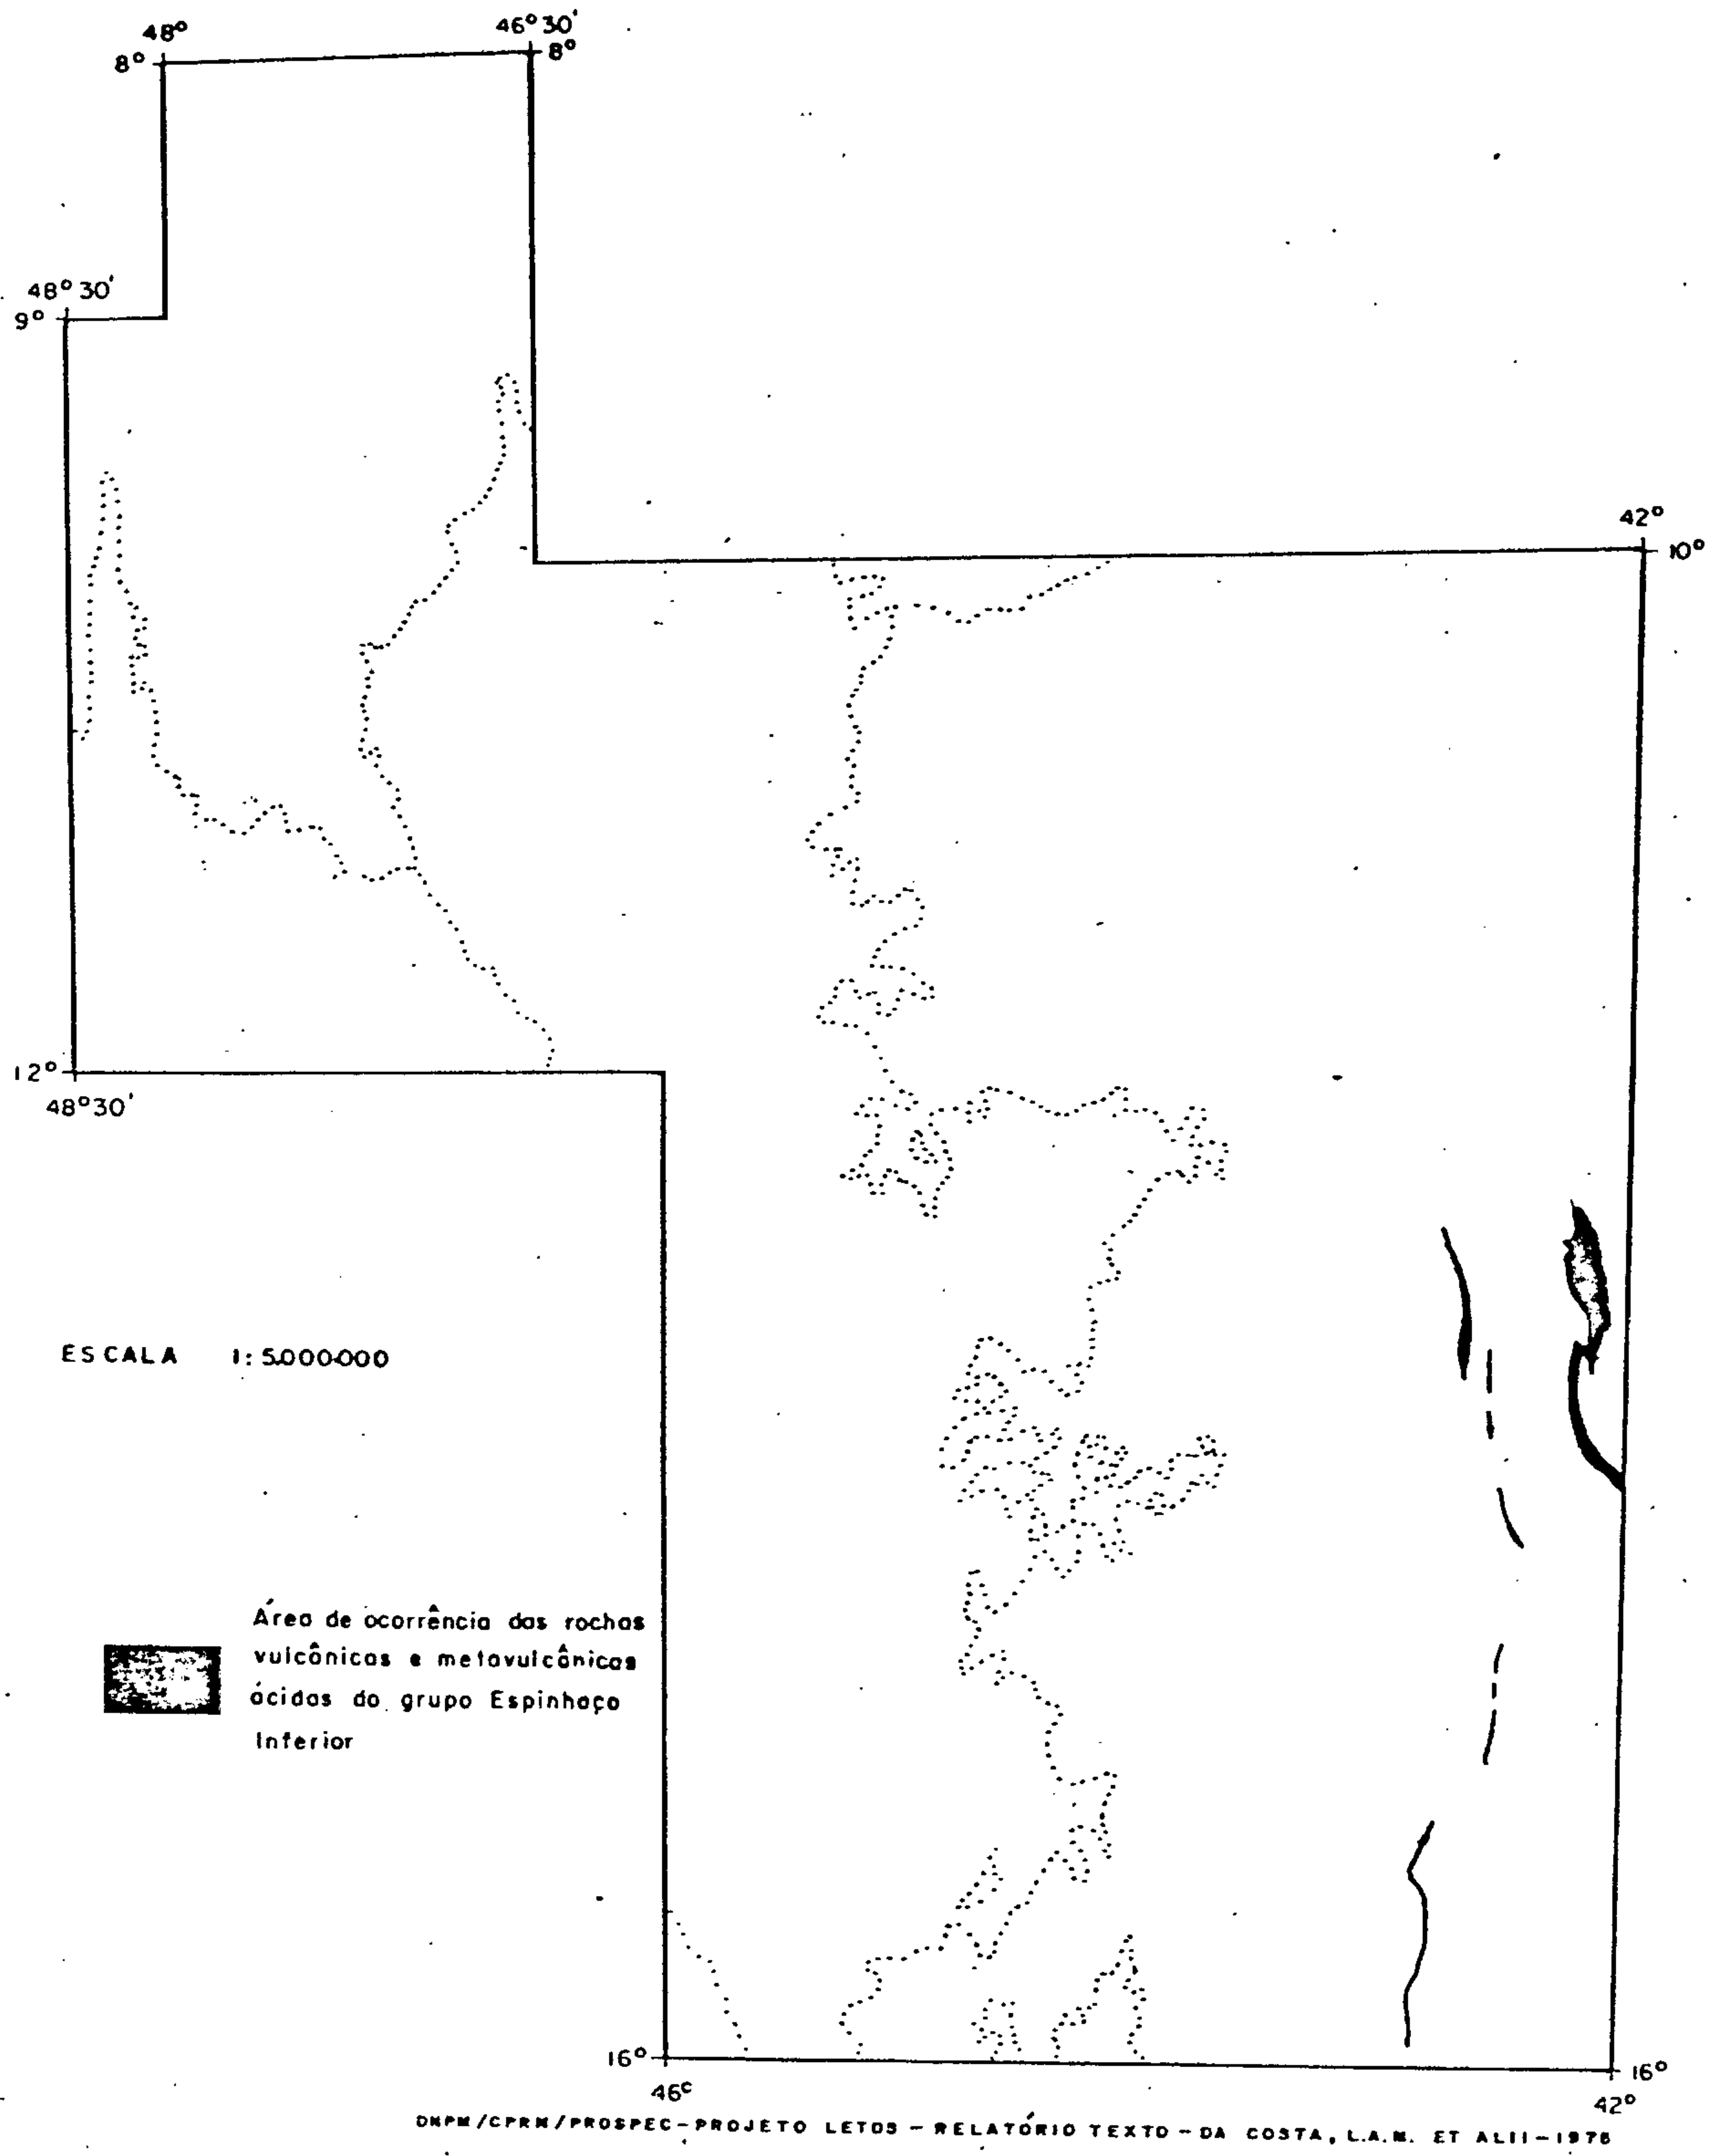 48° 46°30'
8° 8°
48°30'
9°
42°
10°
12°
48°30'
ESCALA 1:5.000.000
Área de ocorrência das rochas
vulcânicas e metavulcânicas
ácidas do grupo Espinhaço
Inferior
16° 16°
46° 42°
DNPM/CPRM/PROSPEC-PROJETO LETOS - RELATÓRIO TEXTO - DA COSTA, L.A.M. ET ALII-1976